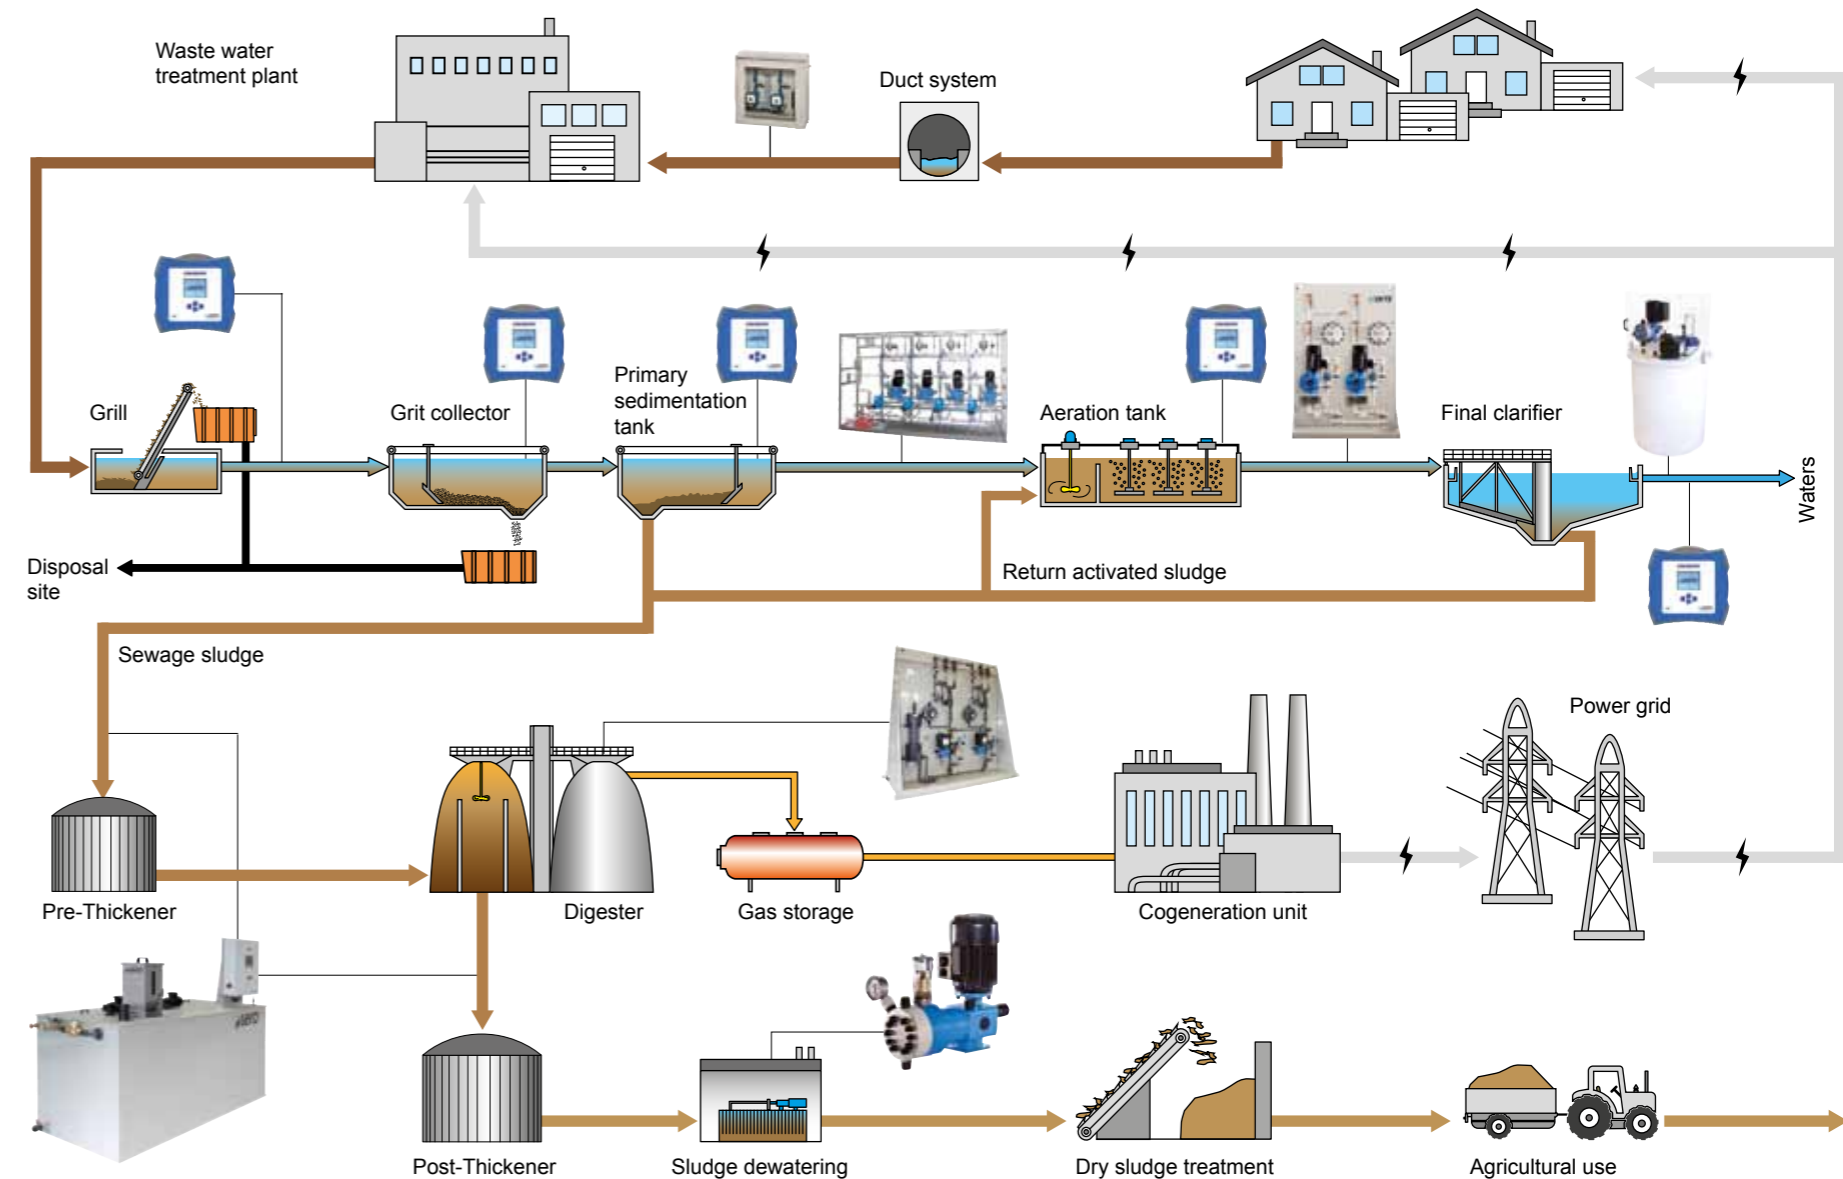 Waste water
treatment plant
Duct system
Grill
Grit collector
Primary
sedimentation
tank
Aeration tank
Final clarifier
Waters
Disposal
site
Return activated sludge
Sewage sludge
Power grid
Pre-Thickener
Digester
Gas storage
Cogeneration unit
Post-Thickener
Sludge dewatering
Dry sludge treatment
Agricultural use